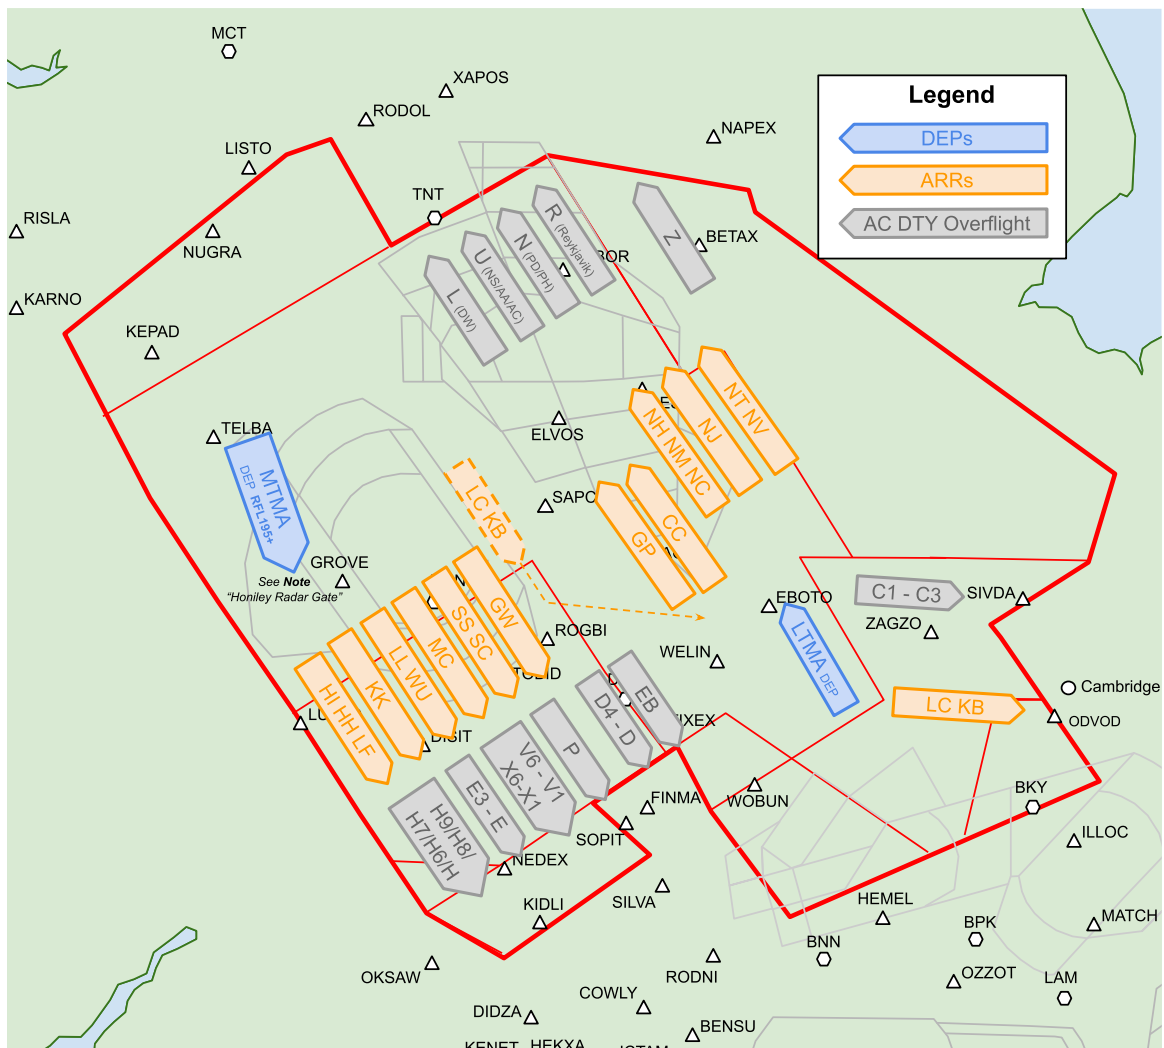 MCT
XAPOS
RODOL
NAPEX
Legend
DEPs
ARRs
AC DTY Overflight
LISTO
TNT
RISLA
NUGRA
BETAX
BOR
R (Reykjavik)
N (PD/PH)
U (NS/AA/AC)
L (DW)
Z
KARNO
KEPAD
NT NV
NJ
NH NM NC
ELVOS
TELBA
MTMA
DEP RFL195+
LC KB
SAPC
CC
GP
GROVE
See Note
"Honiley Radar Gate"
C1 - C3
SIVDA
EBOTO
ZAGZO
LTMA DEP
GW
SS SC
MC
LL WU
KK
HI HH LF
ROGBI
WELIN
Cambridge
LC KB
ODVOD
LU
DISIT
EB
D4 - D
P
V6 - V1
X6-X1
E3 - E
H9/H8/
H7/H6/H
IXEX
WOBUN
BKY
FINMA
SOPIT
ILLOC
NEDEX
SILVA
KIDLI
HEMEL
MATCH
BPK
BNN
OKSAW
RODNI
OZZOT
LAM
COWLY
DIDZA
BENSU
KENET
HEKXA